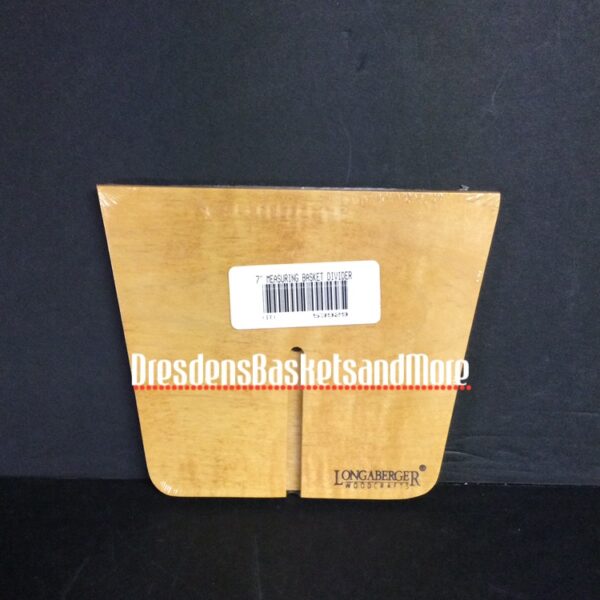 7" MEASURING BASKET DIVIDER
DresdensBasketsandMore
LONGABERGER®
WOODCRAFTS